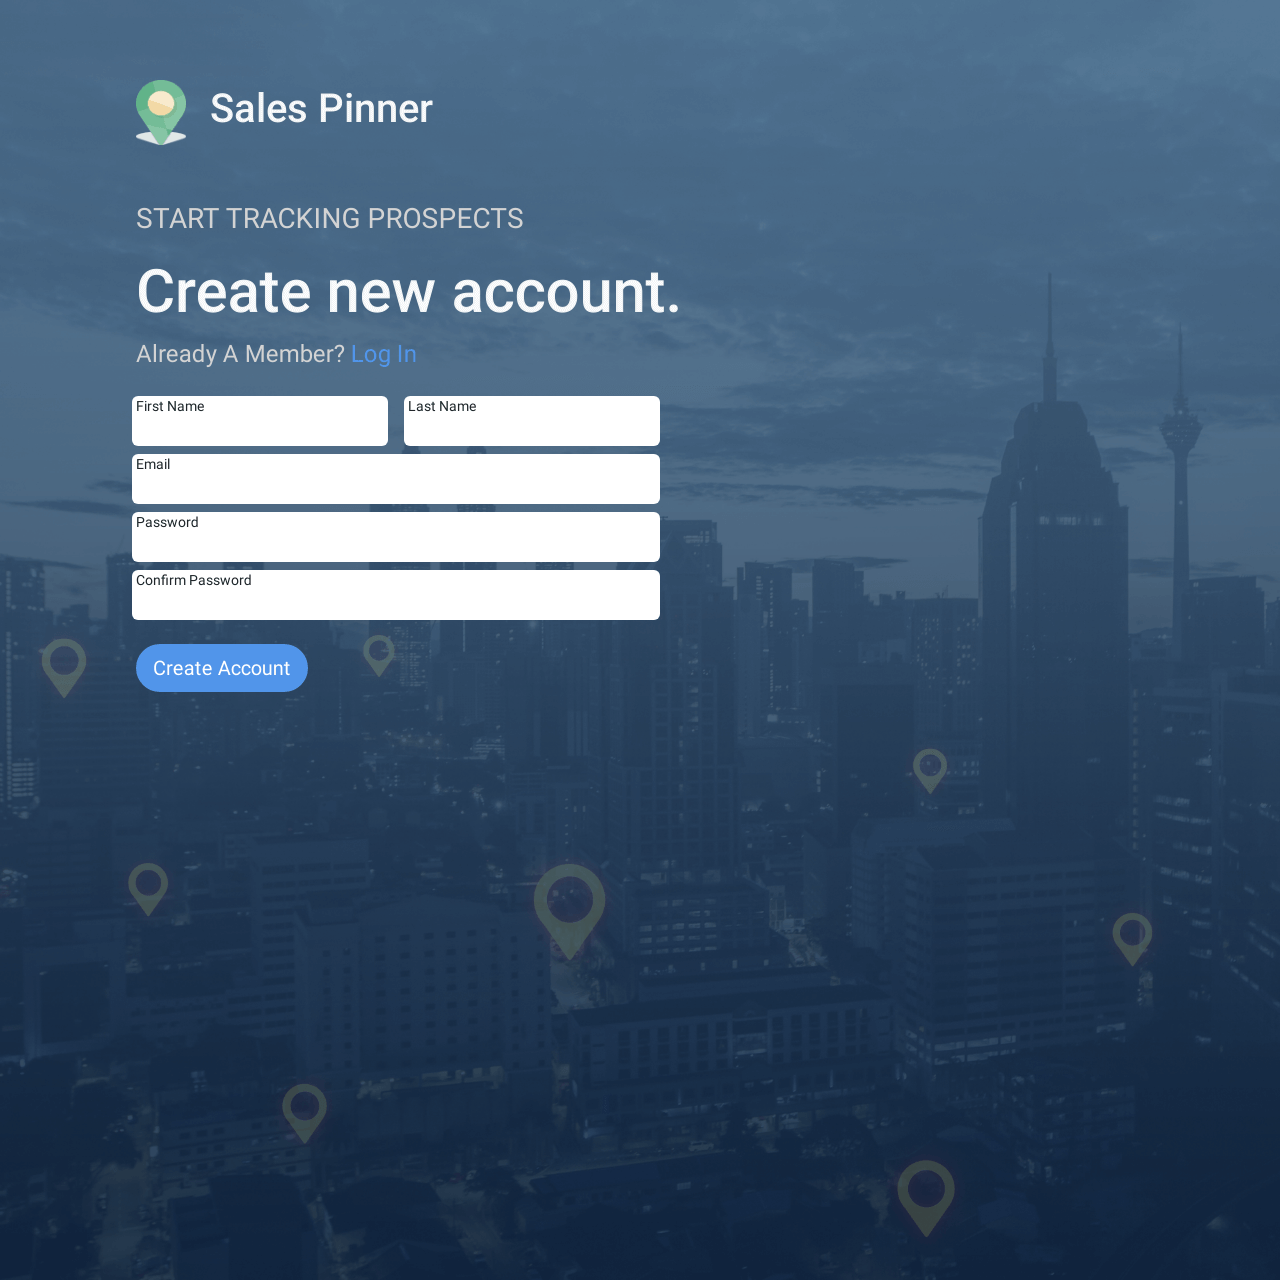 Sales Pinner
START TRACKING PROSPECTS
Create new account.
Already A Member? Log In
First Name Last Name
Email
Password
Confirm Password
Create Account